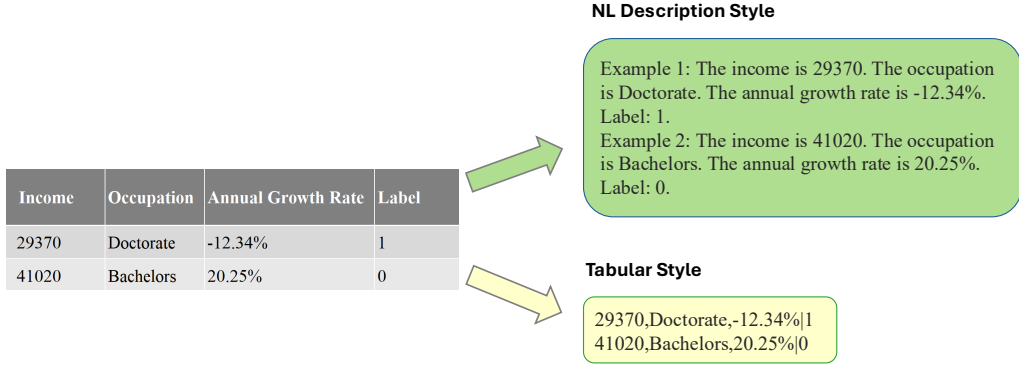 NL Description Style
Example 1: The income is 29370. The occupation
is Doctorate. The annual growth rate is -12.34%.
Label: 1.
Example 2: The income is 41020. The occupation
is Bachelors. The annual growth rate is 20.25%.
Label: 0.
Income Occupation Annual Growth Rate Label
29370 Doctorate -12.34% 1
41020 Bachelors 20.25% 0
Tabular Style
29370,Doctorate,-12.34%|1
41020,Bachelors,20.25%|0